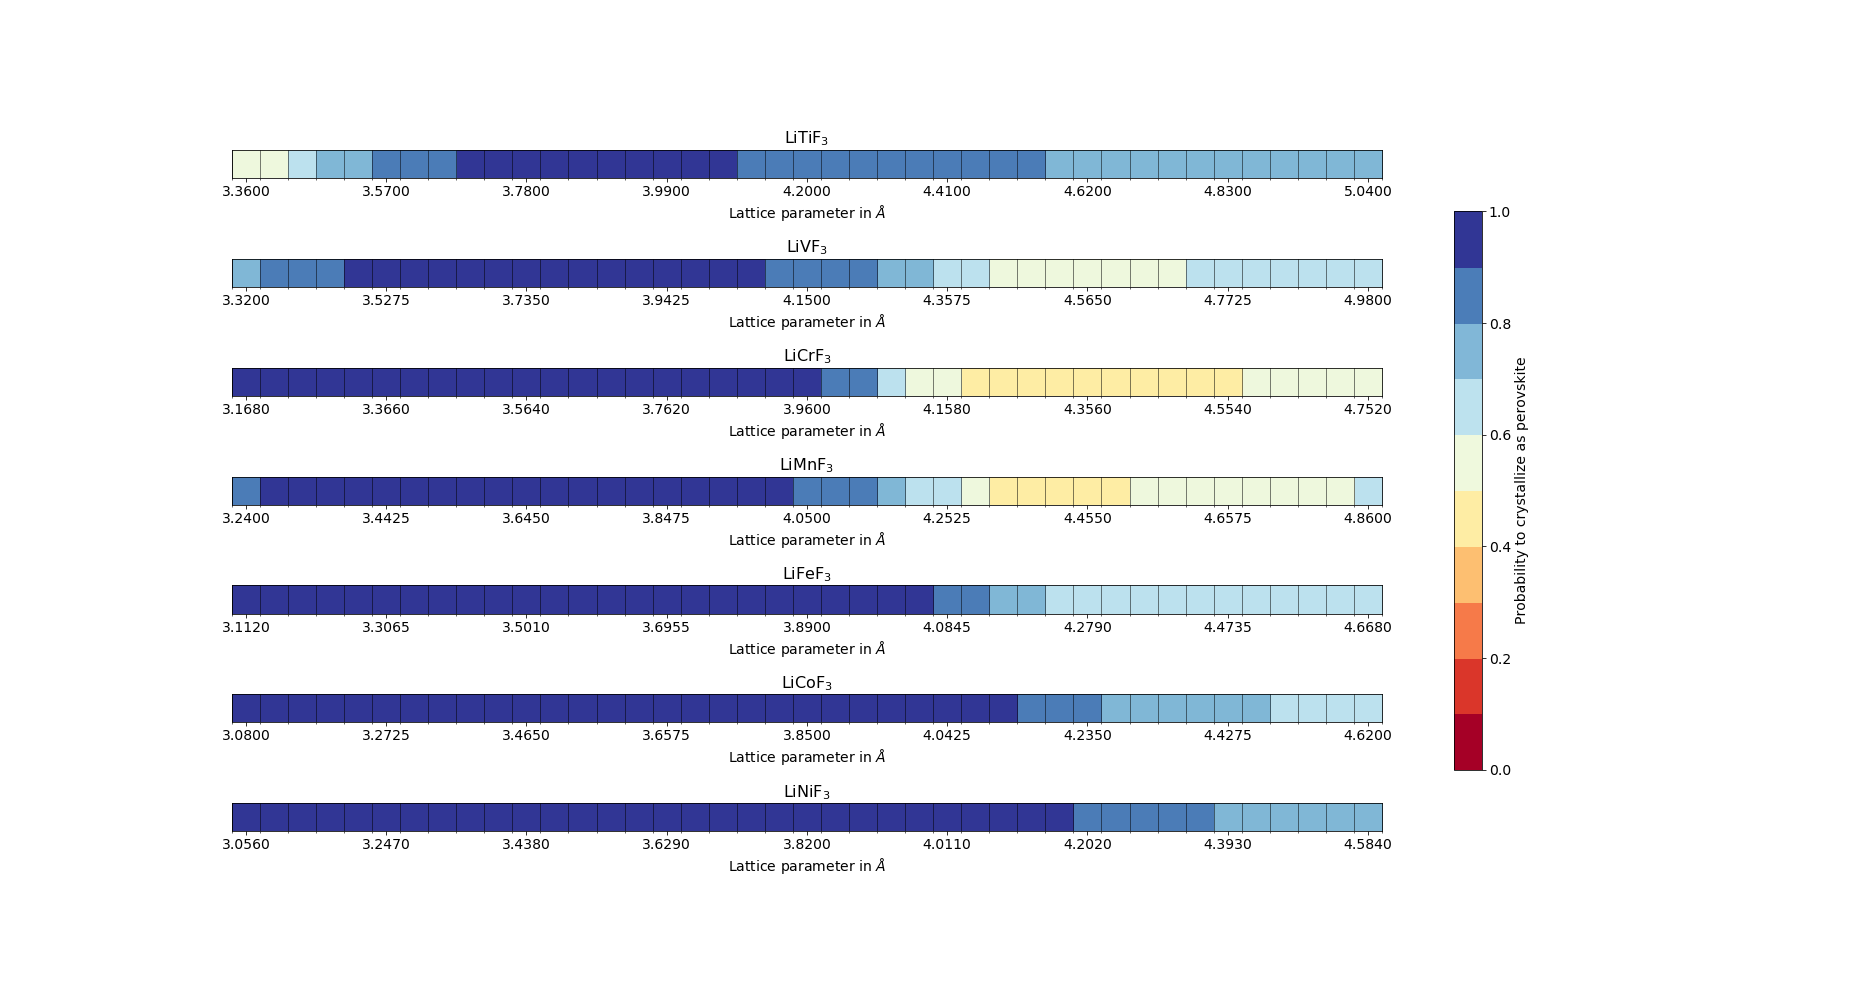 LiTiF₃
3.3600 3.5700 3.7800 3.9900 4.2000 4.4100 4.6200 4.8300 5.0400
Lattice parameter in Å
LiVF₃
3.3200 3.5275 3.7350 3.9425 4.1500 4.3575 4.5650 4.7725 4.9800
Lattice parameter in Å
LiCrF₃
3.1680 3.3660 3.5640 3.7620 3.9600 4.1580 4.3560 4.5540 4.7520
Lattice parameter in Å
LiMnF₃
3.2400 3.4425 3.6450 3.8475 4.0500 4.2525 4.4550 4.6575 4.8600
Lattice parameter in Å
LiFeF₃
3.1120 3.3065 3.5010 3.6955 3.8900 4.0845 4.2790 4.4735 4.6680
Lattice parameter in Å
LiCoF₃
3.0800 3.2725 3.4650 3.6575 3.8500 4.0425 4.2350 4.4275 4.6200
Lattice parameter in Å
LiNiF₃
3.0560 3.2470 3.4380 3.6290 3.8200 4.0110 4.2020 4.3930 4.5840
Lattice parameter in Å
1.0
0.8
0.6
0.4
0.2
0.0
Probability to crystallize as perovskite